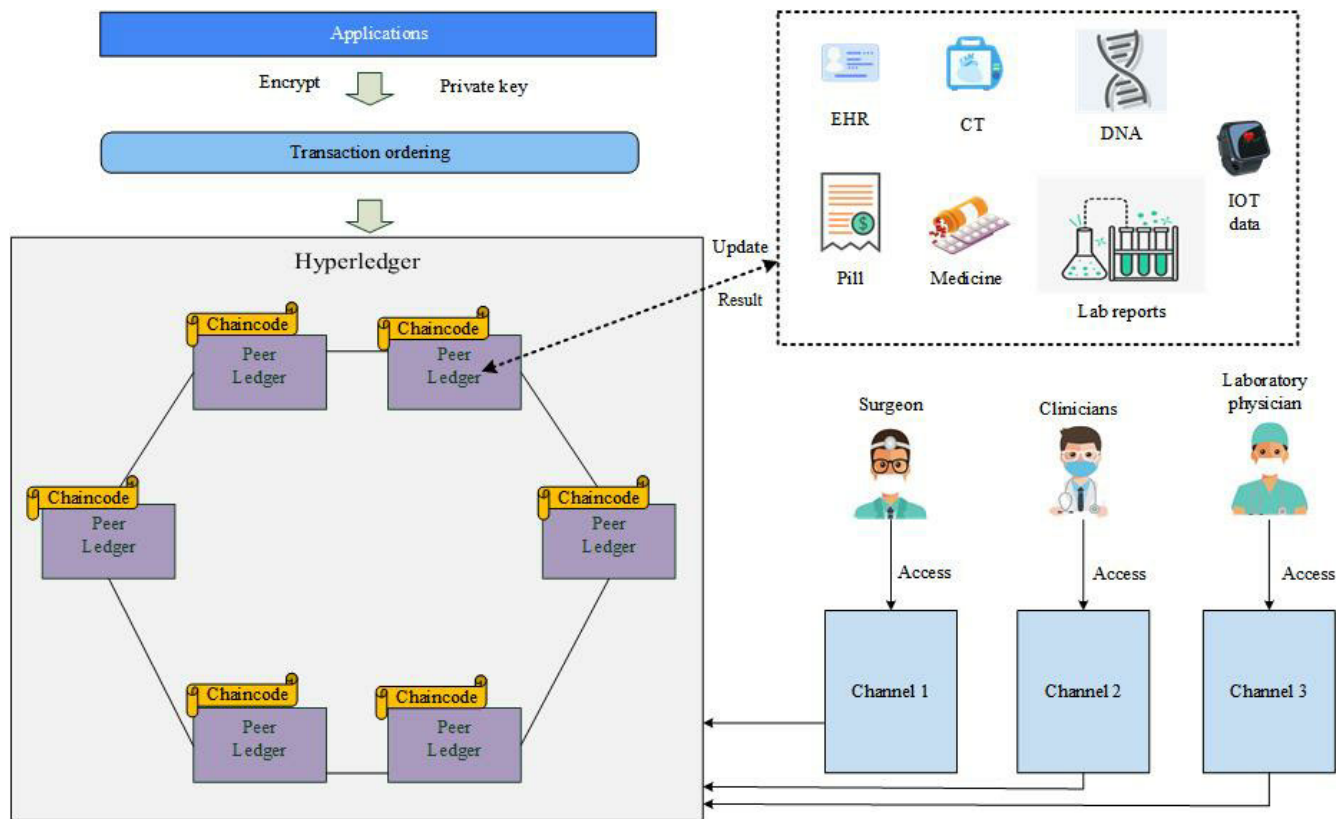 Applications
Encrypt
Private key
Transaction ordering
Hyperledger
Chaincode
Peer
Ledger
Chaincode
Peer
Ledger
Chaincode
Peer
Ledger
Chaincode
Peer
Ledger
Chaincode
Peer
Ledger
Chaincode
Peer
Ledger
Update
Result
EHR
CT
DNA
IOT
data
Pill
Medicine
Lab reports
Surgeon
Clinicians
Laboratory
physician
Access
Access
Access
Channel 1
Channel 2
Channel 3